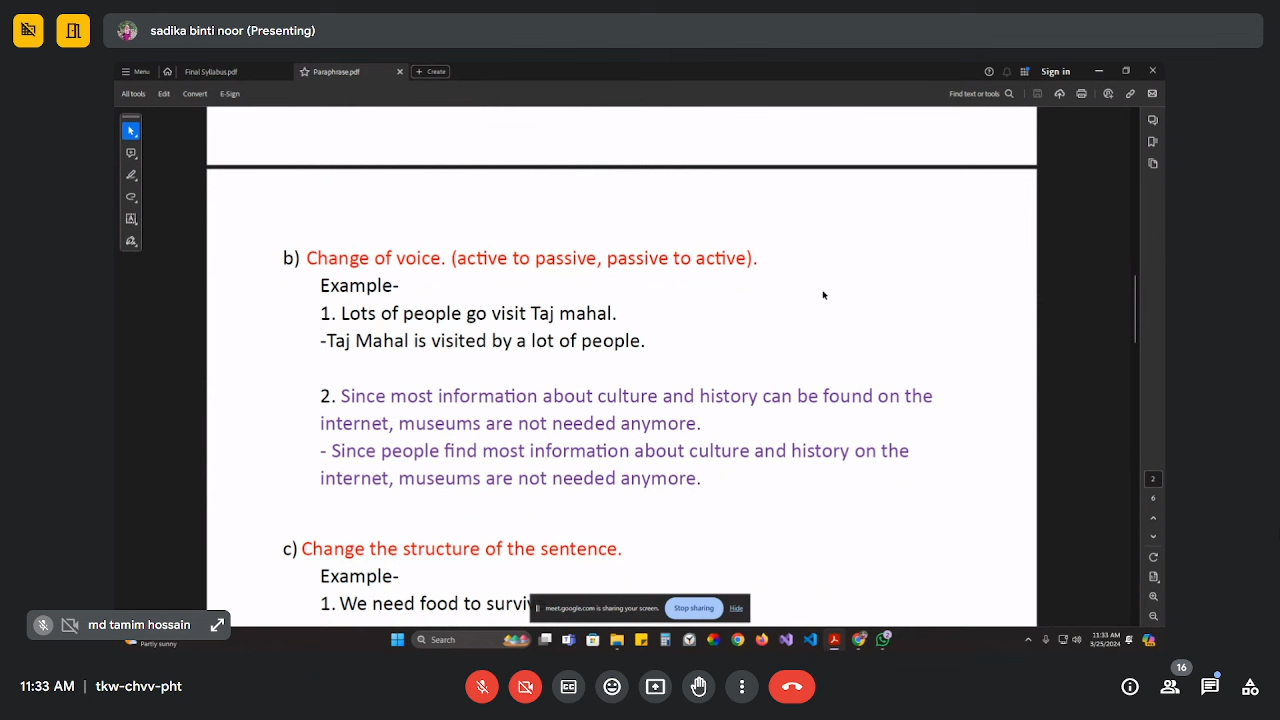 sadika binti noor (Presenting)
Menu
Final Syllabus.pdf
Paraphrase.pdf
Create
Sign in
All tools Edit Convert E-Sign
Find text or tools
b) Change of voice. (active to passive, passive to active).
Example-
1. Lots of people go visit Taj mahal.
-Taj Mahal is visited by a lot of people.
2. Since most information about culture and history can be found on the
internet, museums are not needed anymore.
- Since people find most information about culture and history on the
internet, museums are not needed anymore.
2
6
c) Change the structure of the sentence.
Example-
1. We need food to surviv
meet.google.com is sharing your screen. Stop sharing Hide
md tamim hossain
Partly sunny
Search
11:33 AM
3/25/2024
11:33 AM | tkw-chvv-pht
16